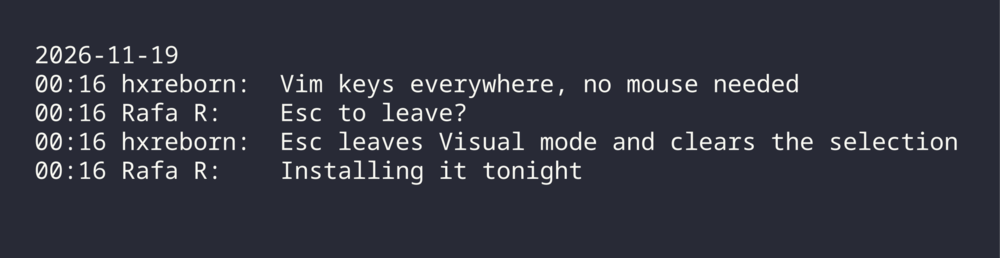 2026-11-19
00:16 hxreborn:  Vim keys everywhere, no mouse needed
00:16 Rafa R:    Esc to leave?
00:16 hxreborn:  Esc leaves Visual mode and clears the selection
00:16 Rafa R:    Installing it tonight